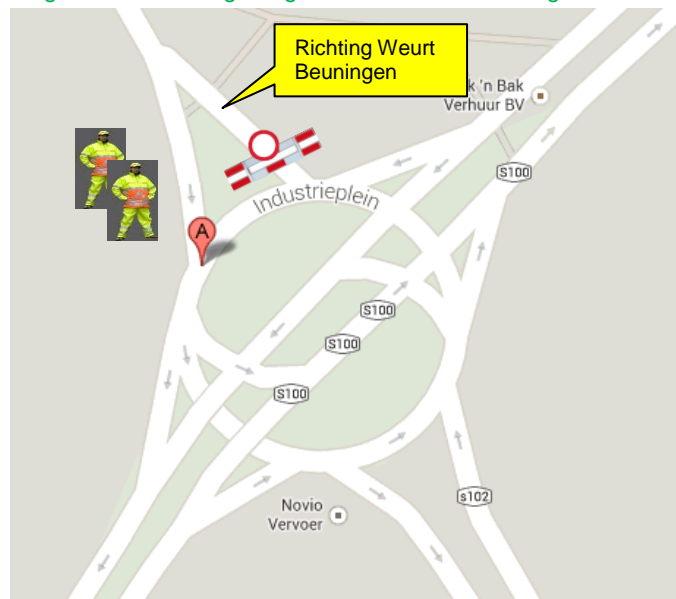 Richting Weurt
Beuningen
k 'n Bak
Verhuur BV
S100
Industrieplein
A
S100
S100
S100
s102
Novio
Vervoer